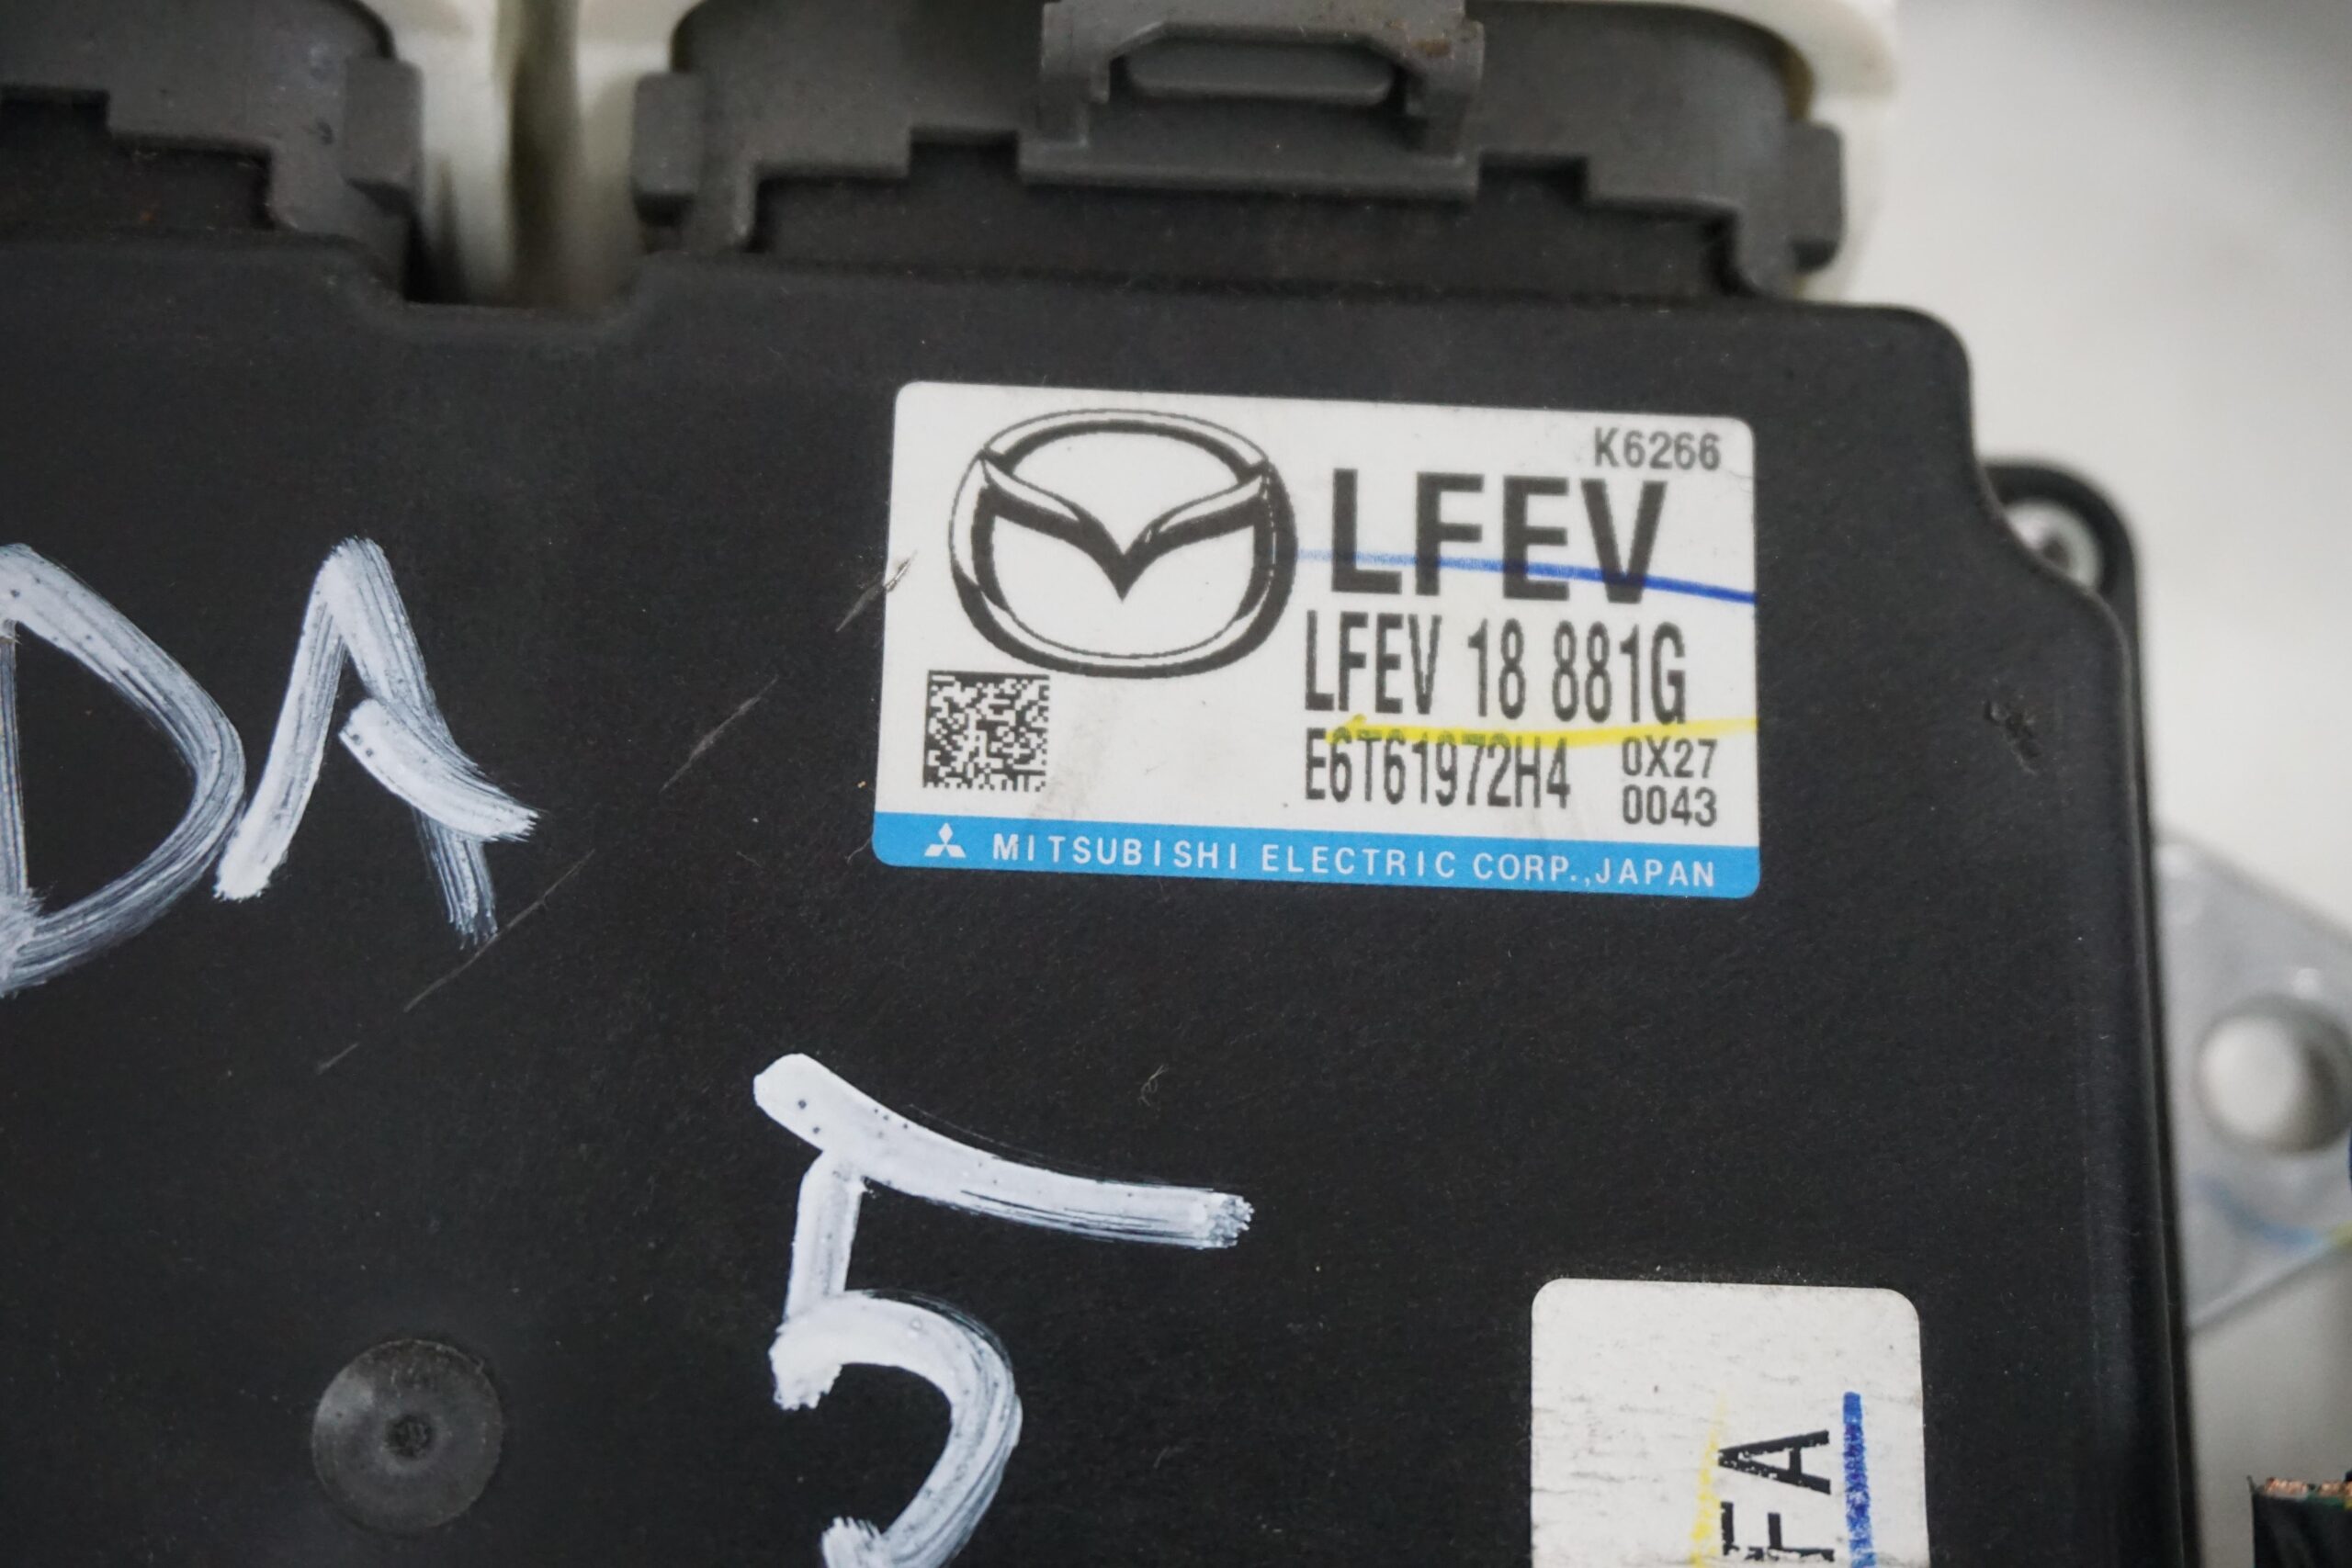 K6266
LFEV
LFEV 18 881G
E6T61972H4 0X27
0043
MITSUBISHI ELECTRIC CORP.,JAPAN
DA
5
FA